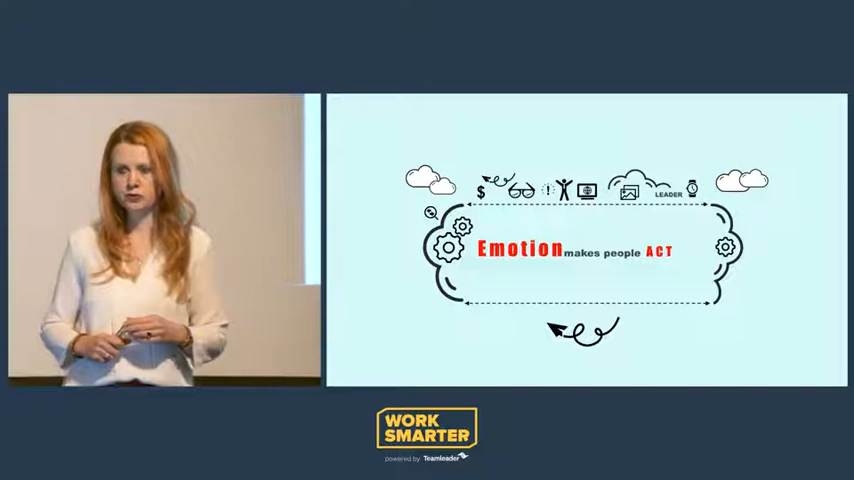 $
LEADER
Emotion makes people ACT
WORK
SMARTER
powered by Teamleader